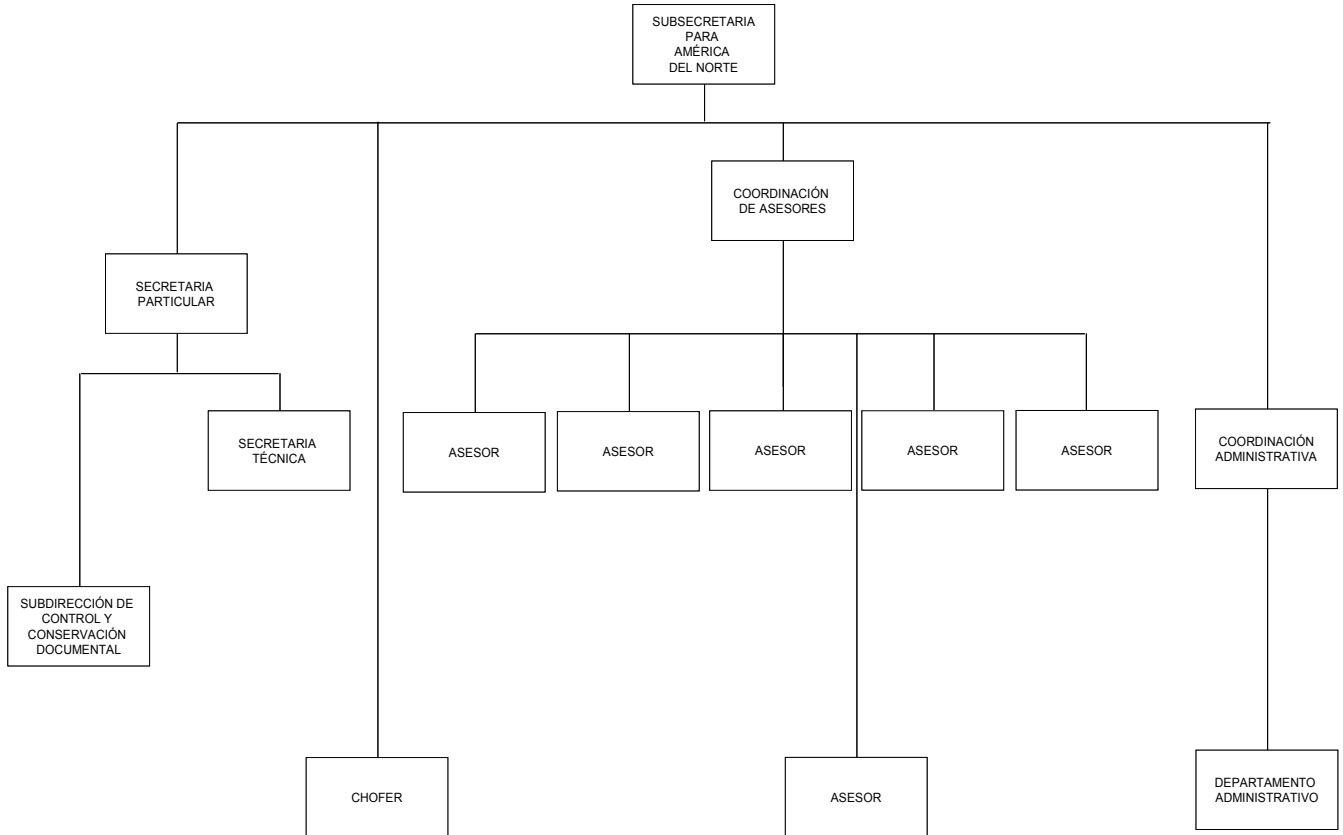 SUBSECRETARIA
PARA
AMÉRICA
DEL NORTE
COORDINACIÓN
DE ASESORES
SECRETARIA
PARTICULAR
SECRETARIA
TÉCNICA
ASESOR
ASESOR
ASESOR
ASESOR
ASESOR
COORDINACIÓN
ADMINISTRATIVA
SUBDIRECCIÓN DE
CONTROL Y
CONSERVACIÓN
DOCUMENTAL
CHOFER
ASESOR
DEPARTAMENTO
ADMINISTRATIVO